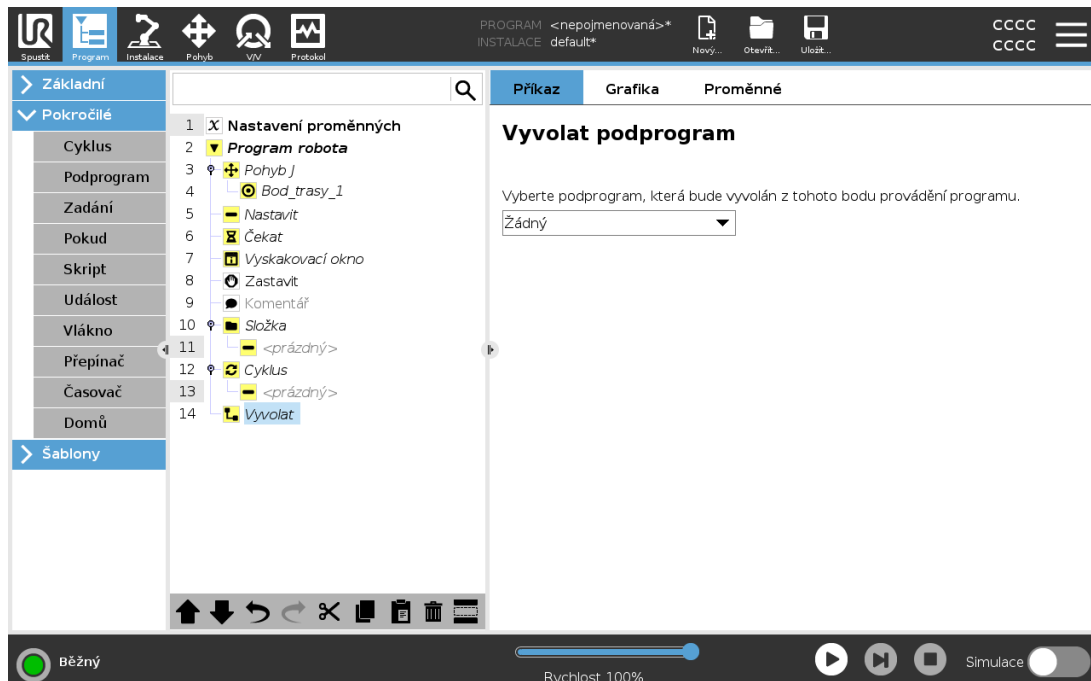 UR
PROGRAM <nepojmenovaná>*
INSTALACE default*
CCCC
CCCC
Spustit Program Instalace Pohyb V/V Protokol Nový... Otevřít... Uložit...
Základní
Pokročilé
Cyklus
Podprogram
Zadání
Pokud
Skript
Událost
Vlákno
Přepínač
Časovač
Domů
Šablony
1 X Nastavení proměnných
2 Program robota
3 Pohyb J
4 Bod_trasy_1
5 Nastavit
6 Čekat
7 Vyskakovací okno
8 Zastavit
9 Komentář
10 Složka
11 <prázdný>
12 Cyklus
13 <prázdný>
14 Vyvolat
Příkaz Grafika Proměnné
Vyvolat podprogram
Vyberte podprogram, která bude vyvolán z tohoto bodu provádění programu.
Žádný
Běžný
Rychlost 100%
Simulace